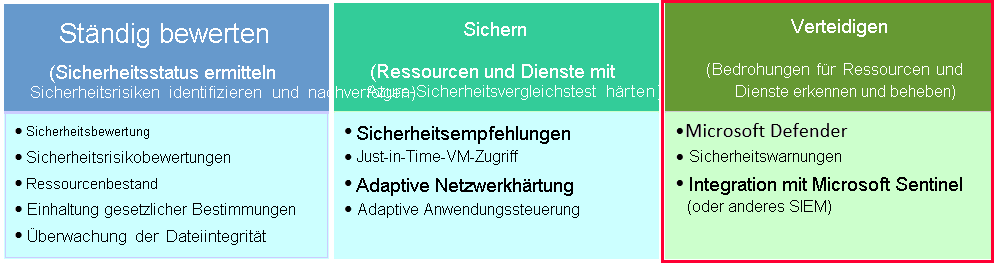 Ständig bewerten
(Sicherheitsstatus ermitteln
Sicherheitsrisiken identifizieren und nachverfolgen)
• Sicherheitsbewertung
• Sicherheitsrisikobewertungen
• Ressourcenbestand
• Einhaltung gesetzlicher Bestimmungen
• Überwachung der Dateiintegrität
Sichern
(Ressourcen und Dienste mit
Azure-Sicherheitsvergleichstest härten)
• Sicherheitsempfehlungen
• Just-in-Time-VM-Zugriff
• Adaptive Netzwerkhärtung
• Adaptive Anwendungssteuerung
Verteidigen
(Bedrohungen für Ressourcen und
Dienste erkennen und beheben)
•Microsoft Defender
• Sicherheitswarnungen
• Integration mit Microsoft Sentinel
(oder anderes SIEM)